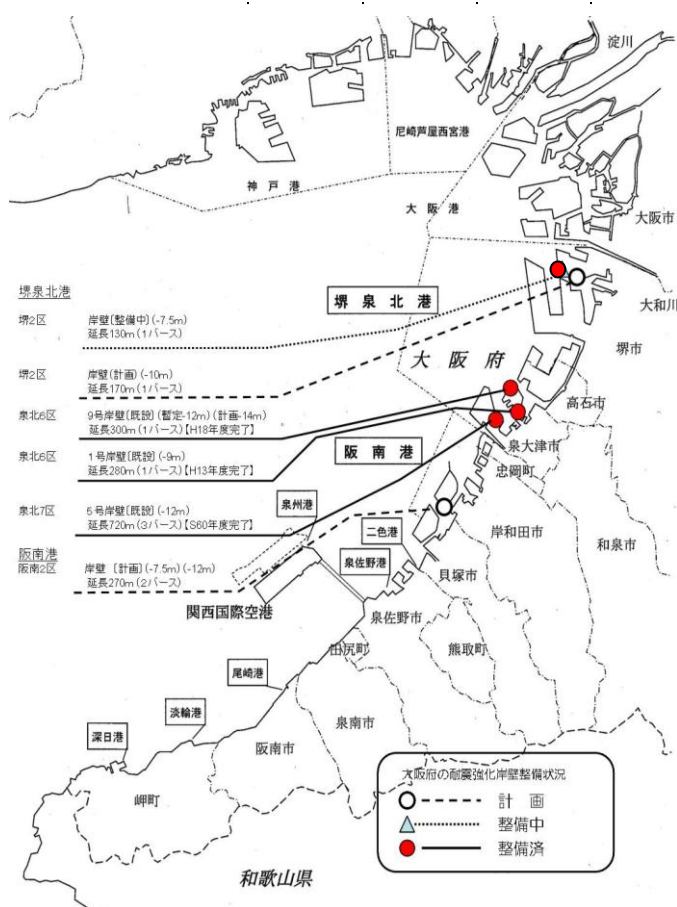 淀川
尼崎芦屋西宮港
神戸港
大阪港
大阪市
大和川
堺泉北港
堺泉北港
堺2区 岸壁〔整備中〕(-7.5m)
延長130m(1バース)
堺市
大阪府
堺2区 岸壁(計画)(-10m)
延長170m(1バース)
高石市
泉北6区 9号岸壁〔既設〕(暫定-12m)(計画-14m)
延長300m(1バース)【H18年度完了】
泉大津市
阪南港
忠岡町
泉北6区 1号岸壁〔既設〕(-9m)
延長280m(1バース)【H13年度完了】
泉州港
泉北7区 5号岸壁〔既設〕(-12m)
延長720m(3バース)【S60年度完了】
二色港
岸和田市
和泉市
阪南港
阪南2区 岸壁 〔計画〕(-7.5m)(-12m)
延長270m(2バース)
泉佐野港
貝塚市
関西国際空港
泉佐野市
田尻町
熊取町
尾崎港
淡輪港
深日港
阪南市
泉南市
岬町
和歌山県
大阪府の耐震強化岸壁整備状況
計画
整備中
整備済